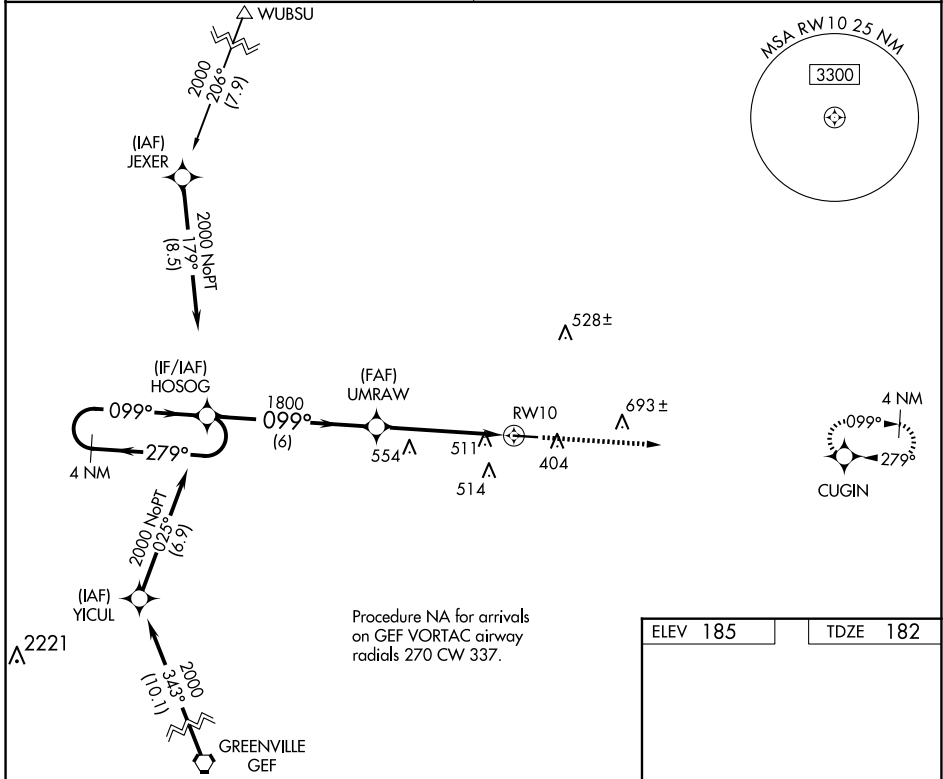 WUBSU
MSA RW10 25 NM
3300
2000
206°
(7.9)
(IAF)
JEXER
2000 NoPT
179°
(8.5)
528±
(IF/IAF)
HOSOG
(FAF)
UMRAW
099°
1800
099°
(6)
RW10
693±
4 NM
099°
279°
4 NM
554
511
404
279°
514
CUGIN
2000 NoPT
025°
(6.9)
(IAF)
YICUL
Procedure NA for arrivals
on GEF VORTAC airway
radials 270 CW 337.
ELEV 185
TDZE 182
2221
2000
343°
(10.1)
GREENVILLE
GEF